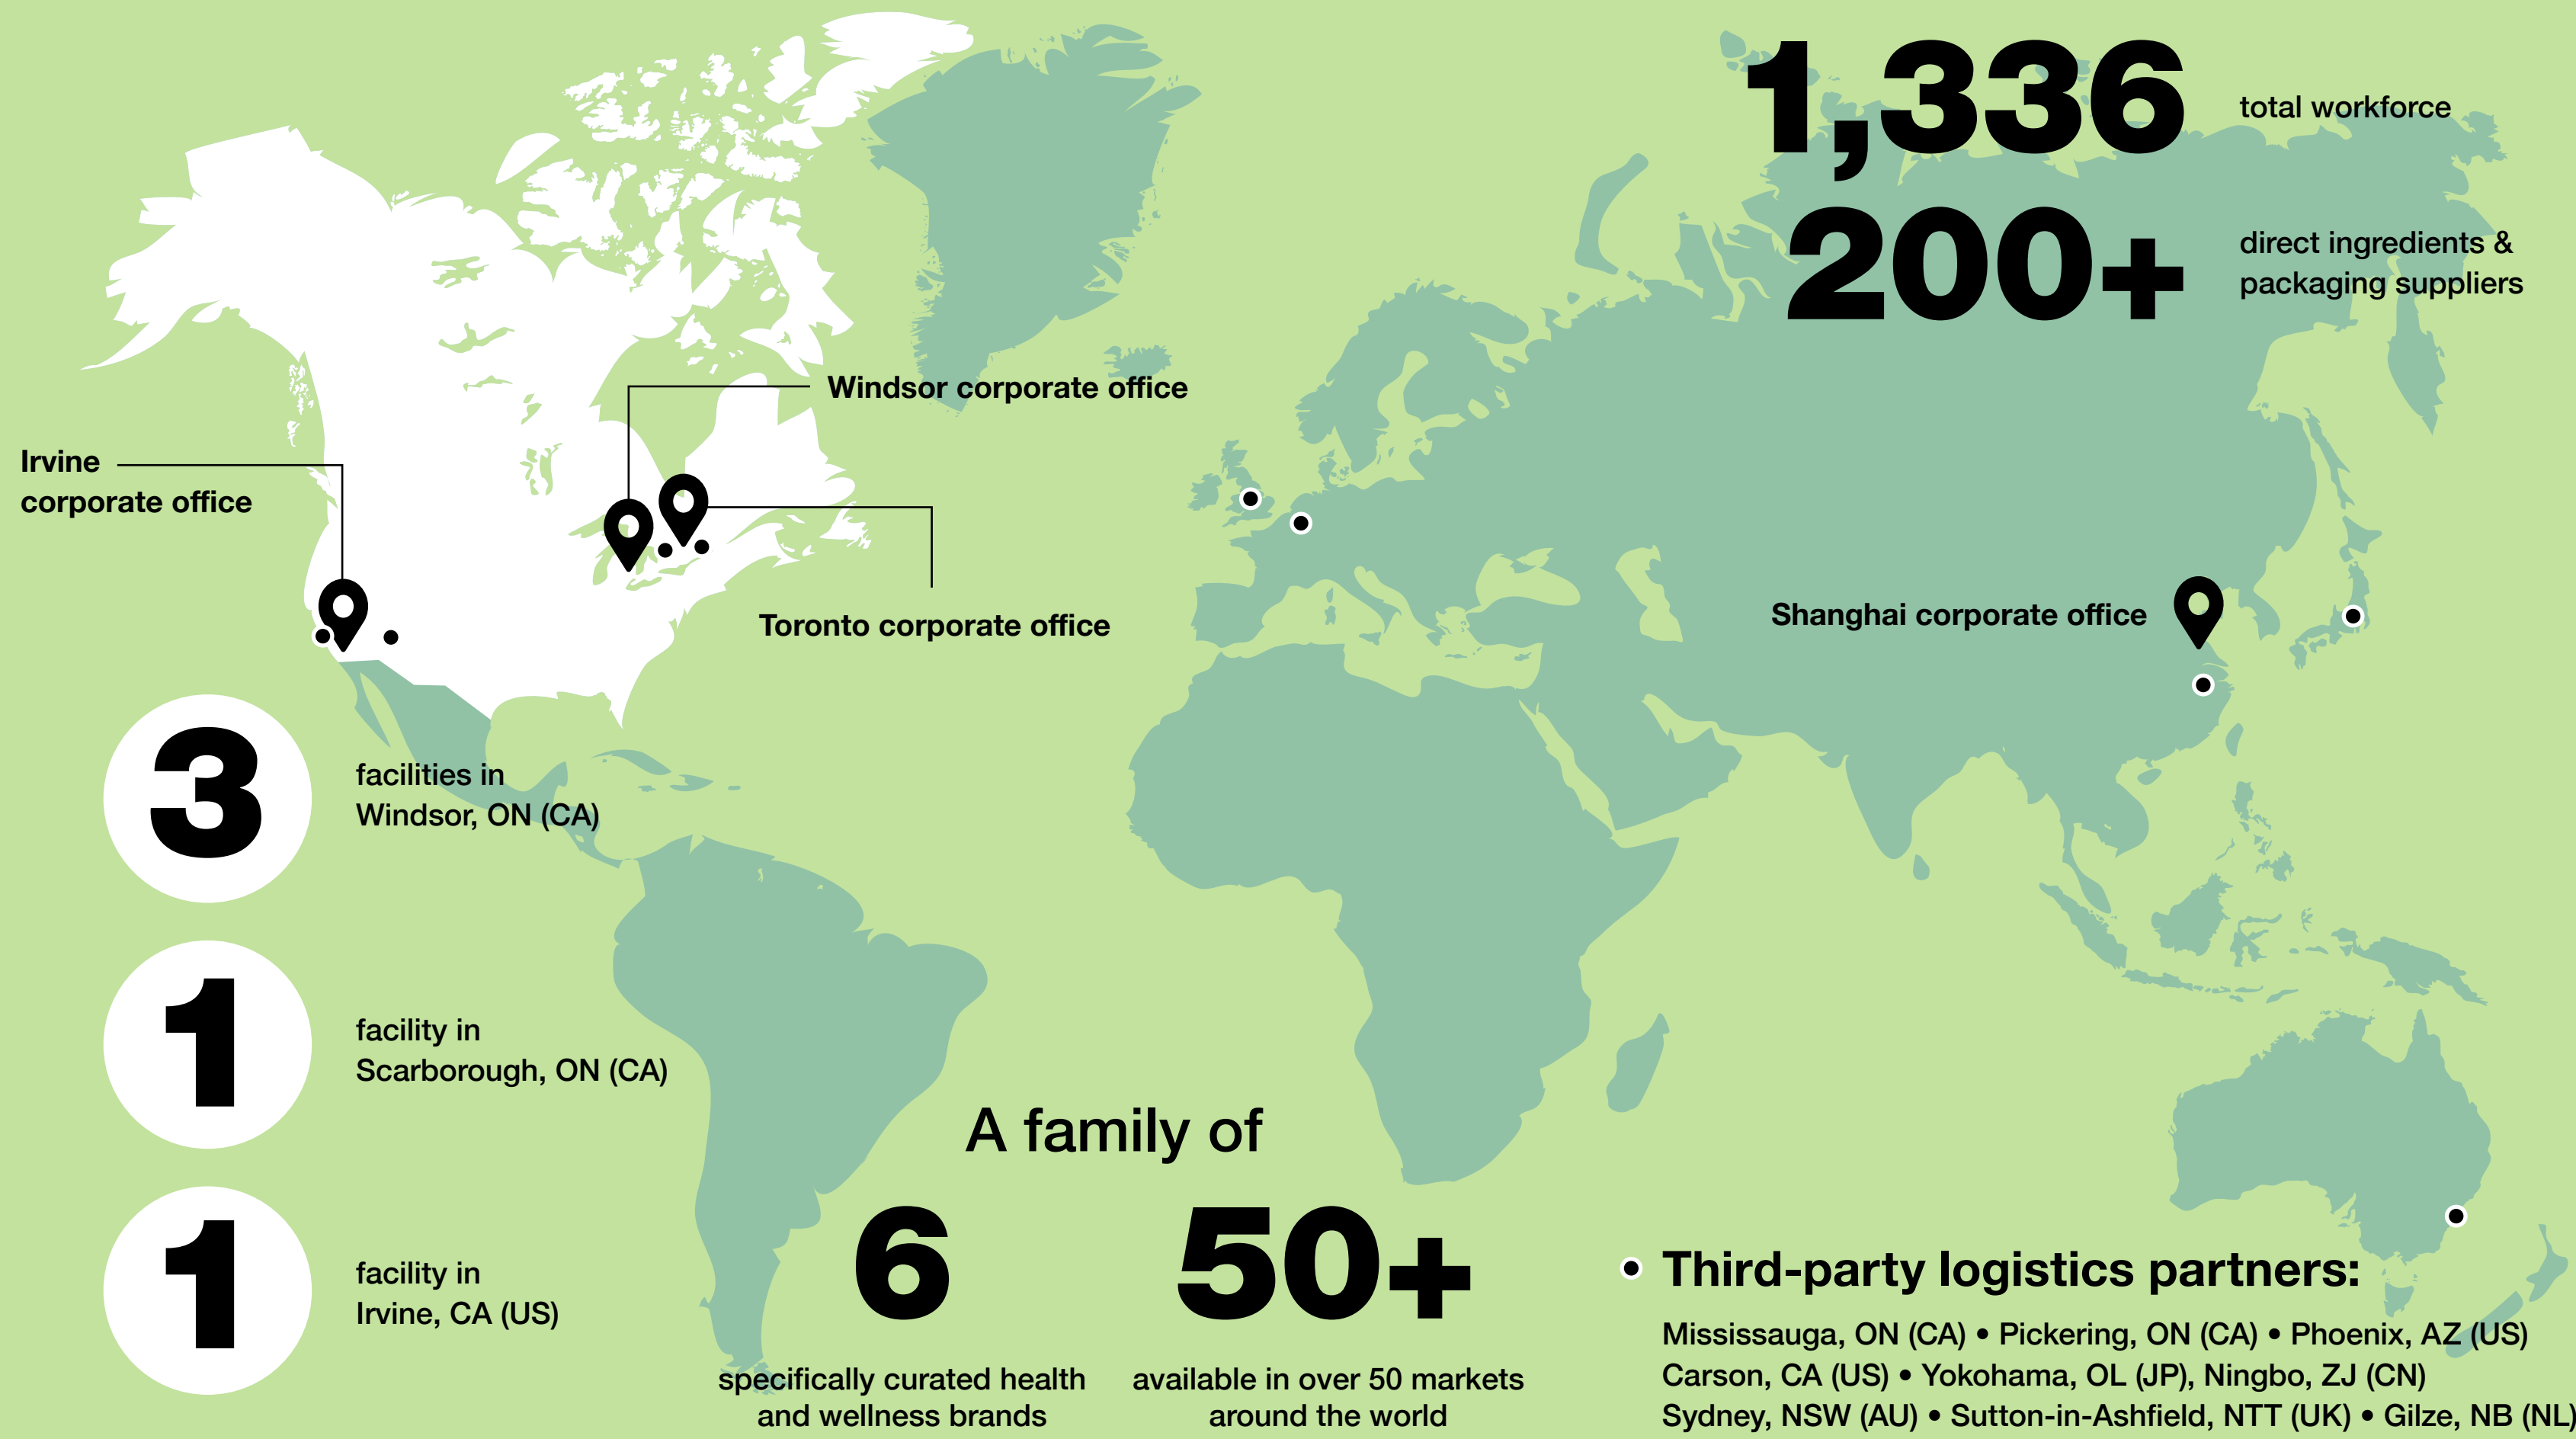 1,336
total workforce
200+
direct ingredients &
packaging suppliers
Windsor corporate office
Irvine
corporate office
Toronto corporate office
Shanghai corporate office
3
facilities in
Windsor, ON (CA)
1
facility in
Scarborough, ON (CA)
1
facility in
Irvine, CA (US)
A family of
6
specifically curated health
and wellness brands
50+
available in over 50 markets
around the world
Third-party logistics partners:
Mississauga, ON (CA) • Pickering, ON (CA) • Phoenix, AZ (US)
Carson, CA (US) • Yokohama, OL (JP), Ningbo, ZJ (CN)
Sydney, NSW (AU) • Sutton-in-Ashfield, NTT (UK) • Gilze, NB (NL)